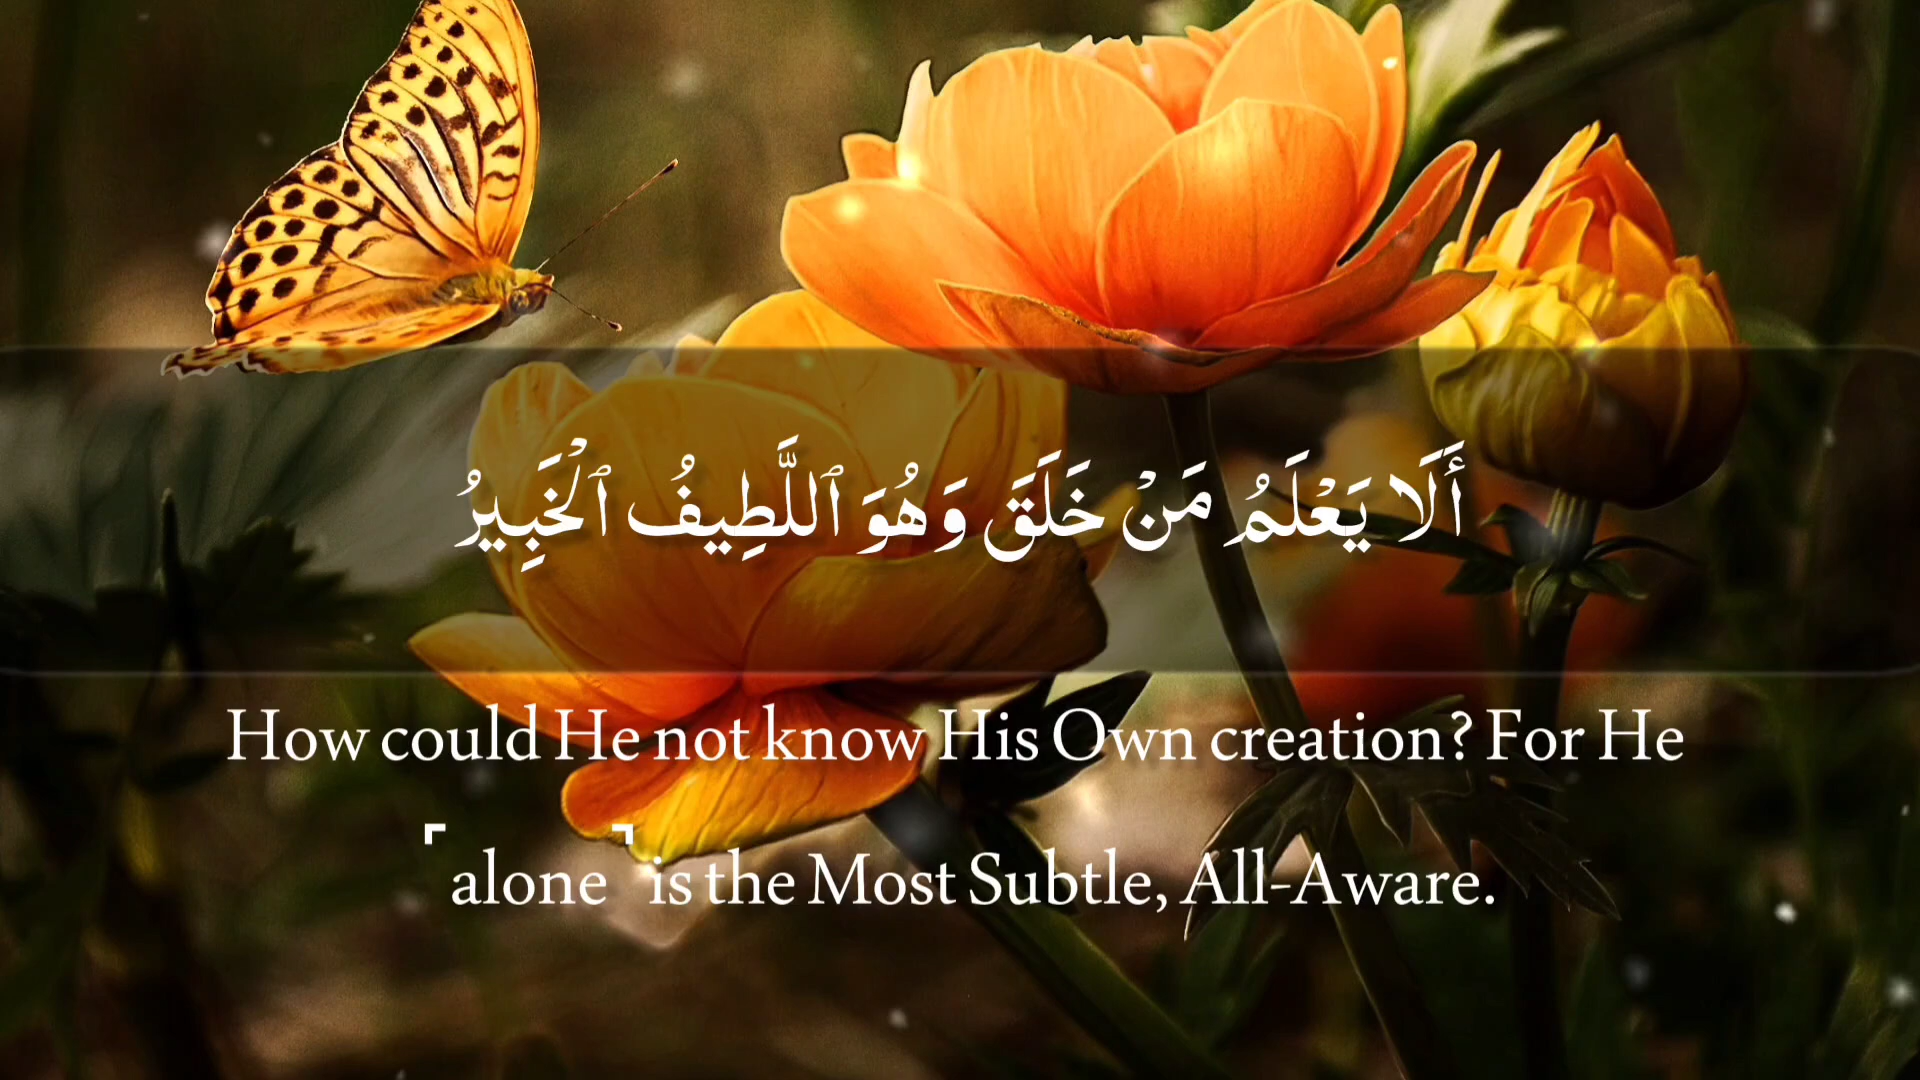 أَلَا يَعْلَمُ مَنْ خَلَقَ وَهُوَ ٱللَّطِيفُ ٱلْخَبِيرُ
How could He not know His Own creation? For He
⸢alone⸣ is the Most Subtle, All-Aware.